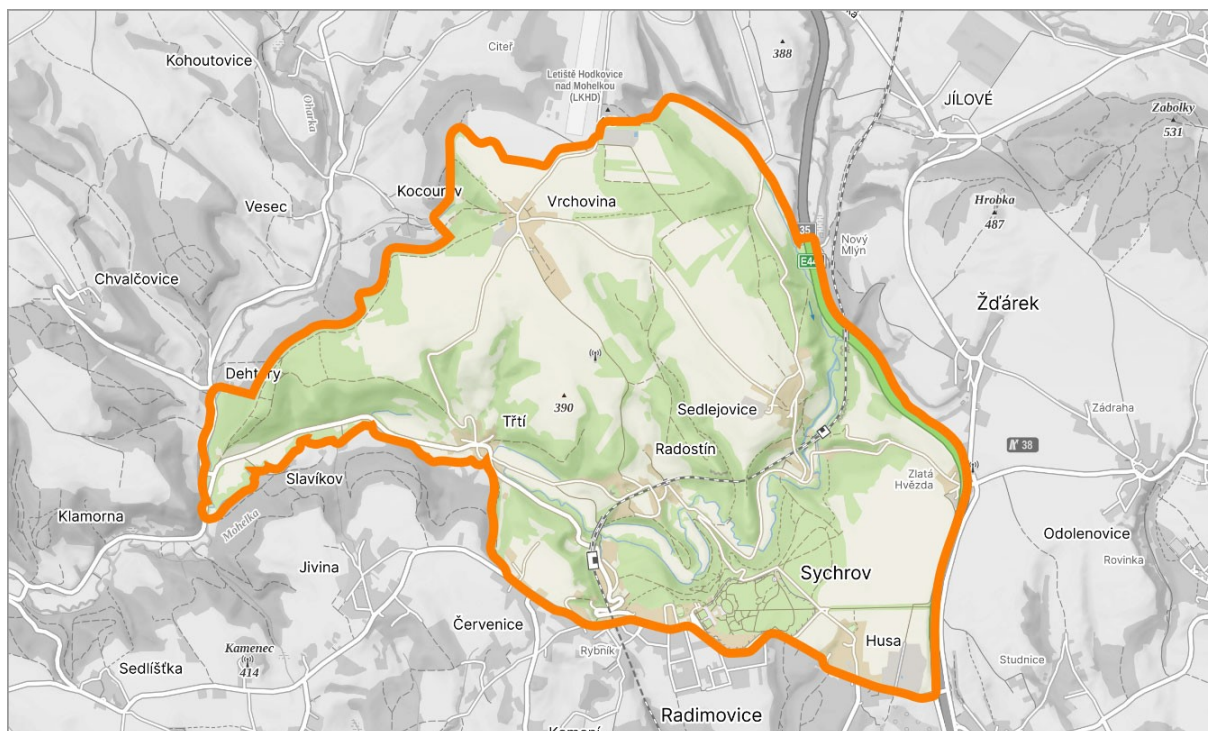 Kohoutovice
Citeř
388
Letiště Hodkovice
nad Mohelkou
(LKHD)
JÍLOVÉ
Zabolky
531
Oharka
Kocourov
Vesec
Vrchovina
Hrobka
487
35
E442
Nový
Mlýn
Chvalčovice
Žďárek
Dehtáry
390
Sedlejovice
Třtí
Radostín
Zádraha
38
Slavíkov
Zlatá
Hvězda
Klamorna
Mohelka
Odolenovice
Rovinka
Jivina
Sychrov
Červenice
Husa
Kamenec
414
Rybník
Sedlíšťka
Studnice
Radimovice